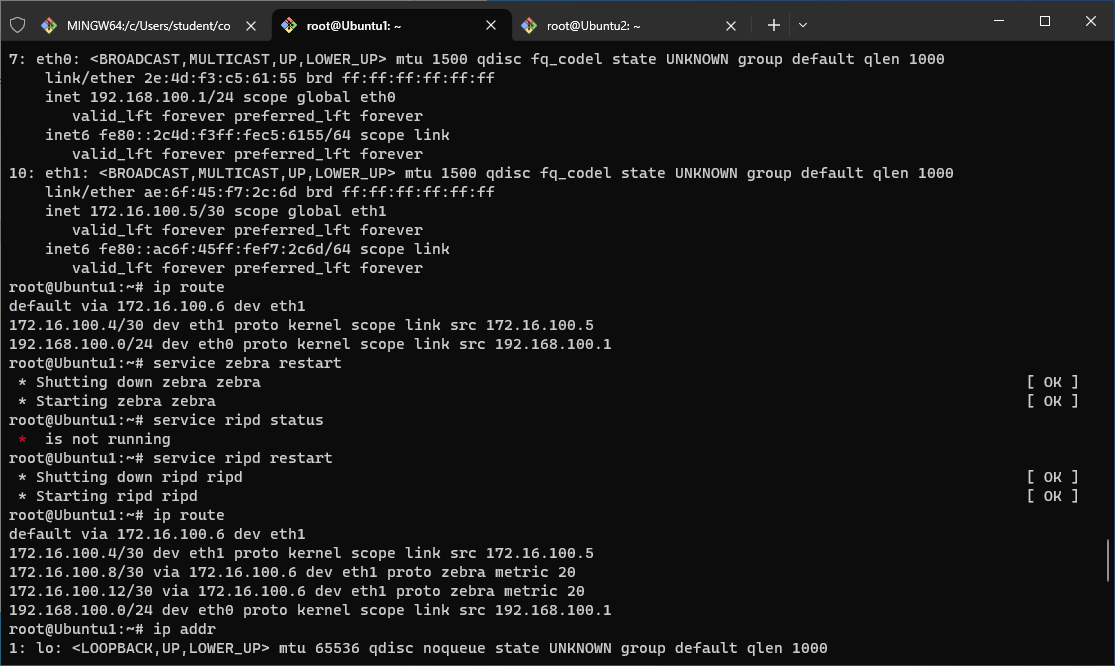 MINGW64:/c/Users/student/co
root@Ubuntu1: ~
root@Ubuntu2: ~
7: eth0: <BROADCAST,MULTICAST,UP,LOWER_UP> mtu 1500 qdisc fq_codel state UNKNOWN group default qlen 1000
    link/ether 2e:4d:f3:c5:61:55 brd ff:ff:ff:ff:ff:ff
    inet 192.168.100.1/24 scope global eth0
       valid_lft forever preferred_lft forever
    inet6 fe80::2c4d:f3ff:fec5:6155/64 scope link
       valid_lft forever preferred_lft forever
10: eth1: <BROADCAST,MULTICAST,UP,LOWER_UP> mtu 1500 qdisc fq_codel state UNKNOWN group default qlen 1000
    link/ether ae:6f:45:f7:2c:6d brd ff:ff:ff:ff:ff:ff
    inet 172.16.100.5/30 scope global eth1
       valid_lft forever preferred_lft forever
    inet6 fe80::ac6f:45ff:fef7:2c6d/64 scope link
       valid_lft forever preferred_lft forever
root@Ubuntu1:~# ip route
default via 172.16.100.6 dev eth1
172.16.100.4/30 dev eth1 proto kernel scope link src 172.16.100.5
192.168.100.0/24 dev eth0 proto kernel scope link src 192.168.100.1
root@Ubuntu1:~# service zebra restart
 * Shutting down zebra zebra [ OK ]
 * Starting zebra zebra [ OK ]
root@Ubuntu1:~# service ripd status
 *  is not running
root@Ubuntu1:~# service ripd restart
 * Shutting down ripd ripd [ OK ]
 * Starting ripd ripd [ OK ]
root@Ubuntu1:~# ip route
default via 172.16.100.6 dev eth1
172.16.100.4/30 dev eth1 proto kernel scope link src 172.16.100.5
172.16.100.8/30 via 172.16.100.6 dev eth1 proto zebra metric 20
172.16.100.12/30 via 172.16.100.6 dev eth1 proto zebra metric 20
192.168.100.0/24 dev eth0 proto kernel scope link src 192.168.100.1
root@Ubuntu1:~# ip addr
1: lo: <LOOPBACK,UP,LOWER_UP> mtu 65536 qdisc noqueue state UNKNOWN group default qlen 1000